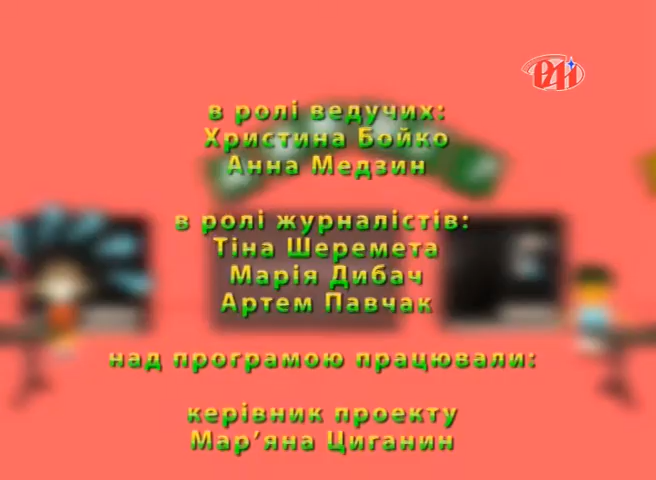 РАІ
в ролі ведучих:
Христина Бойко
Анна Медзин
в ролі журналістів:
Тіна Шеремета
Марія Дибач
Артем Павчак
над програмою працювали:
керівник проекту
Мар'яна Циганин